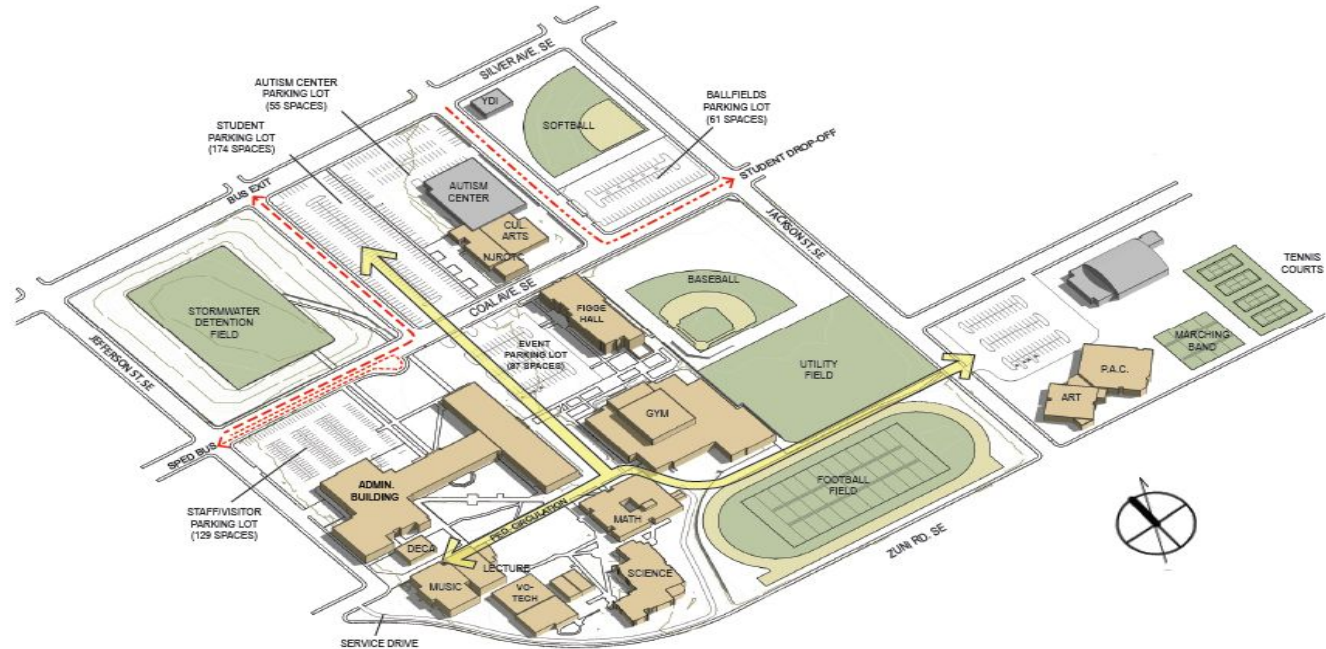 SILVER AVE. SE
AUTISM CENTER
PARKING LOT
(55 SPACES)
YDI
BALLFIELDS
PARKING LOT
(61 SPACES)
STUDENT
PARKING LOT
(174 SPACES)
SOFTBALL
STUDENT DROP-OFF
BUS EXIT
AUTISM
CENTER
CUL.
ARTS
NJROTC
JACKSON ST. SE
COAL AVE. SE
BASEBALL
TENNIS
COURTS
STORMWATER
DETENTION
FIELD
FIGGE
HALL
JEFFERSON ST. SE
EVENT
PARKING LOT
(87 SPACES)
MARCHING
BAND
UTILITY
FIELD
P.A.C.
ART
GYM
SPED BUS
ADMIN.
BUILDING
FOOTBALL
FIELD
STAFF/VISITOR
PARKING LOT
(129 SPACES)
PED. CIRCULATION
MATH
ZUNI RD. SE
DECA
LECTURE
MUSIC
VO-
TECH
SCIENCE
SERVICE DRIVE